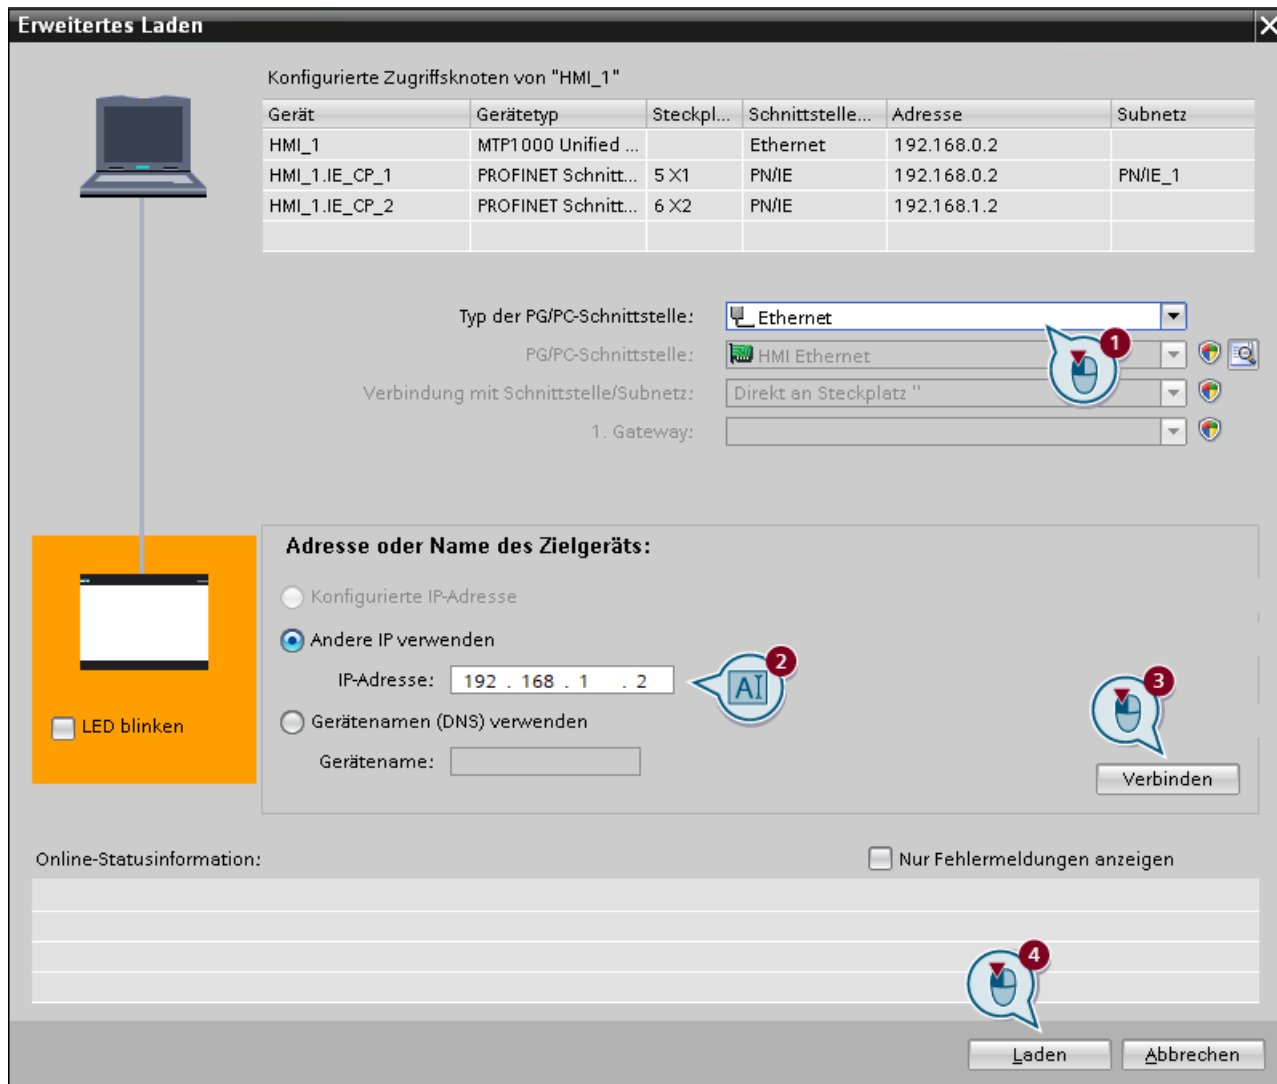 Erweitertes Laden
Konfigurierte Zugriffsknoten von "HMI_1"
Gerät Gerätetyp Steckpl... Schnittstelle... Adresse Subnetz
HMI_1 MTP1000 Unified ... Ethernet 192.168.0.2
HMI_1.IE_CP_1 PROFINET Schnitt... 5 X1 PN/IE 192.168.0.2 PN/IE_1
HMI_1.IE_CP_2 PROFINET Schnitt... 6 X2 PN/IE 192.168.1.2
Typ der PG/PC-Schnittstelle: Ethernet
1
PG/PC-Schnittstelle: HMI Ethernet
Verbindung mit Schnittstelle/Subnetz: Direkt an Steckplatz ''
1. Gateway:
Adresse oder Name des Zielgeräts:
Konfigurierte IP-Adresse
Andere IP verwenden
IP-Adresse: 192 . 168 . 1 . 2
AI 2
3
LED blinken
Gerätenamen (DNS) verwenden
Gerätename:
Verbinden
Online-Statusinformation:
Nur Fehlermeldungen anzeigen
4
Laden
Abbrechen